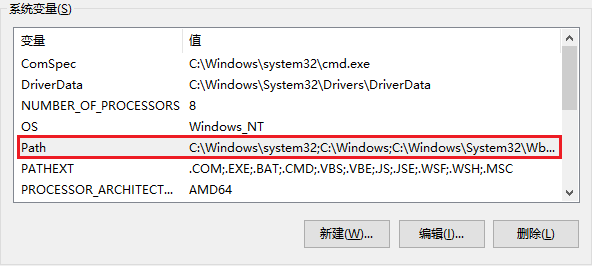 系统变量(S)
变量 值
ComSpec C:\Windows\system32\cmd.exe
DriverData C:\Windows\System32\Drivers\DriverData
NUMBER_OF_PROCESSORS 8
OS Windows_NT
Path C:\Windows\system32;C:\Windows;C:\Windows\System32\Wb...
PATHEXT .COM;.EXE;.BAT;.CMD;.VBS;.VBE;.JS;.JSE;.WSF;.WSH;.MSC
PROCESSOR_ARCHITECT... AMD64
新建(W)... 编辑(I)... 删除(L)